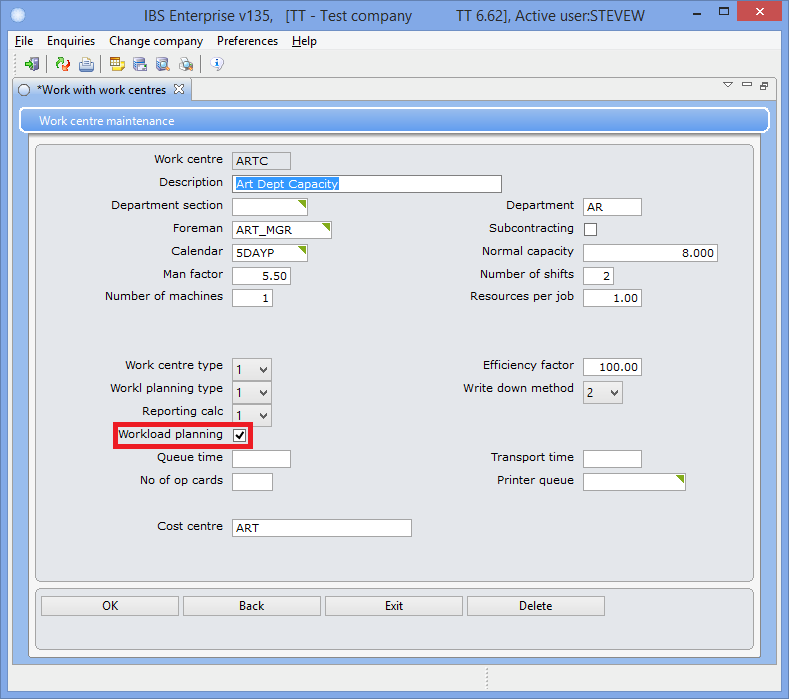 IBS Enterprise v135, [TT - Test company TT 6.62], Active user:STEVEW
File Enquiries Change company Preferences Help
*Work with work centres
Work centre maintenance
Work centre ARTC
Description Art Dept Capacity
Department section Department AR
Foreman ART_MGR Subcontracting
Calendar 5DAYP Normal capacity 8.000
Man factor 5.50 Number of shifts 2
Number of machines 1 Resources per job 1.00
Work centre type 1 Efficiency factor 100.00
Workl planning type 1 Write down method 2
Reporting calc 1
Workload planning
Queue time Transport time
No of op cards Printer queue
Cost centre ART
OK Back Exit Delete